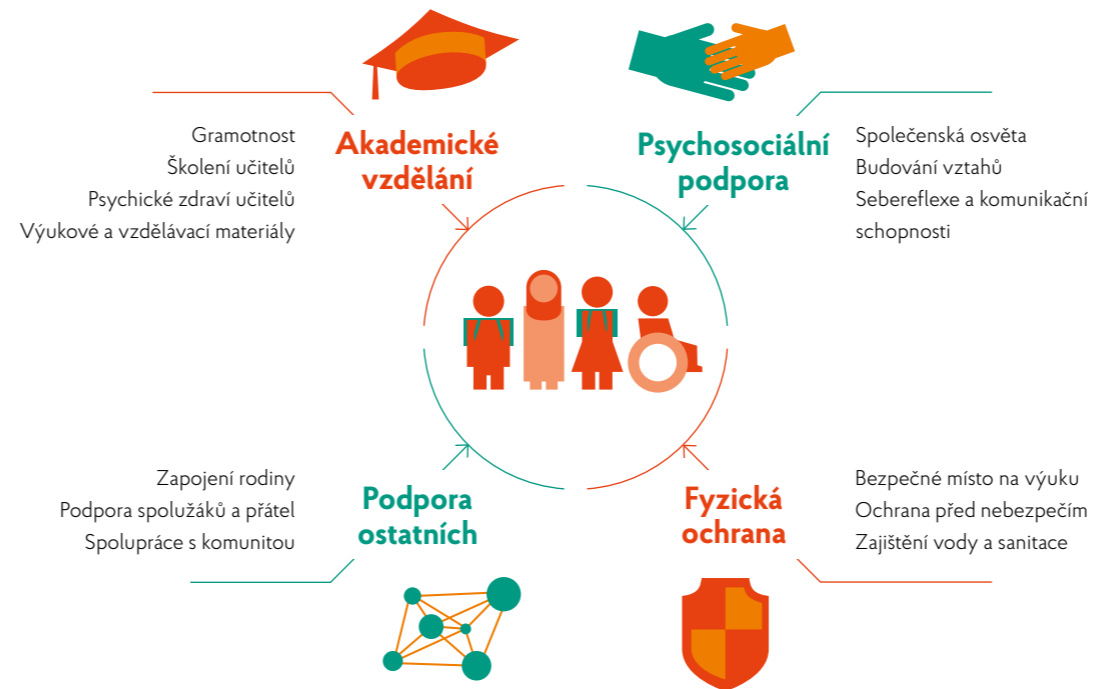 Akademické
vzdělání
Gramotnost
Školení učitelů
Psychické zdraví učitelů
Výukové a vzdělávací materiály
Psychosociální
podpora
Společenská osvěta
Budování vztahů
Sebereflexe a komunikační
schopnosti
Podpora
ostatních
Zapojení rodiny
Podpora spolužáků a přátel
Spolupráce s komunitou
Fyzická
ochrana
Bezpečné místo na výuku
Ochrana před nebezpečím
Zajištění vody a sanitace